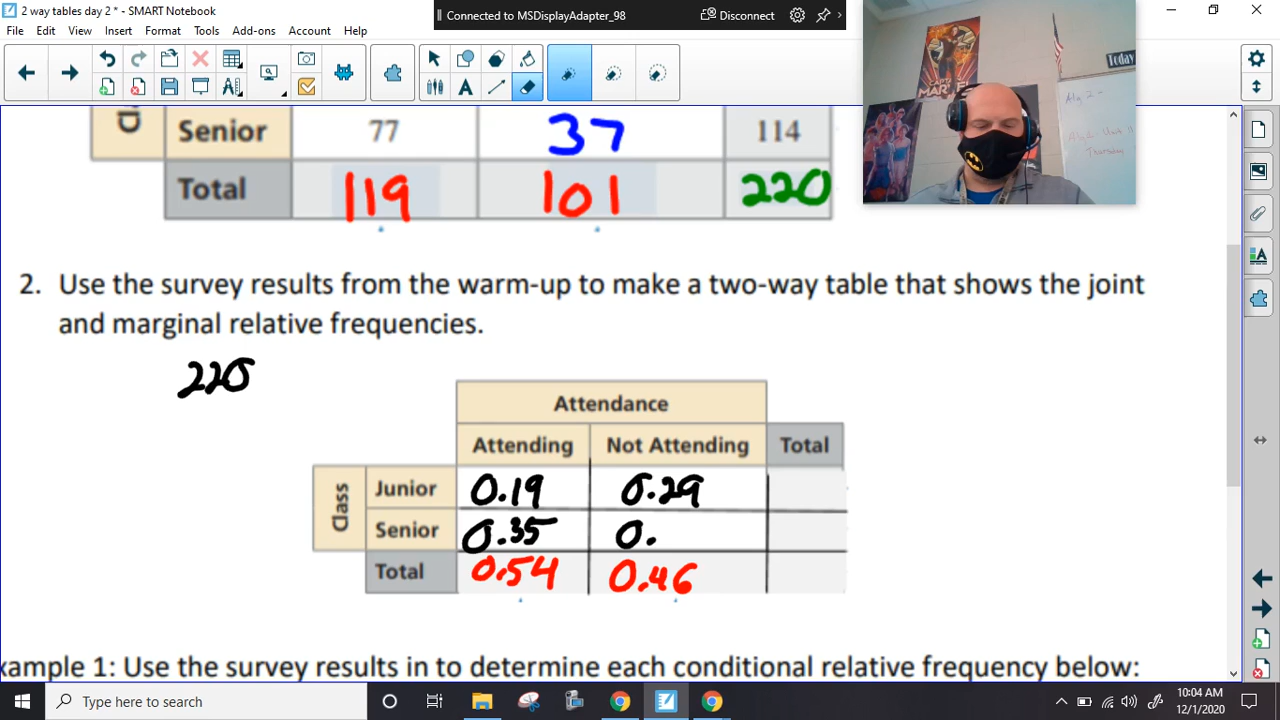 2 way tables day 2 * - SMART Notebook
Connected to MSDisplayAdapter_98 Disconnect
File Edit View Insert Format Tools Add-ons Account Help
Today
Alg 2 -
Thursday
Senior 77 37 114
Total 119 101 220
2. Use the survey results from the warm-up to make a two-way table that shows the joint
and marginal relative frequencies.
220
Attendance
Attending Not Attending Total
Class
Junior 0.19 0.29
Senior 0.35 0.
Total 0.54 0.46
xample 1: Use the survey results in to determine each conditional relative frequency below:
Type here to search
10:04 AM
12/1/2020